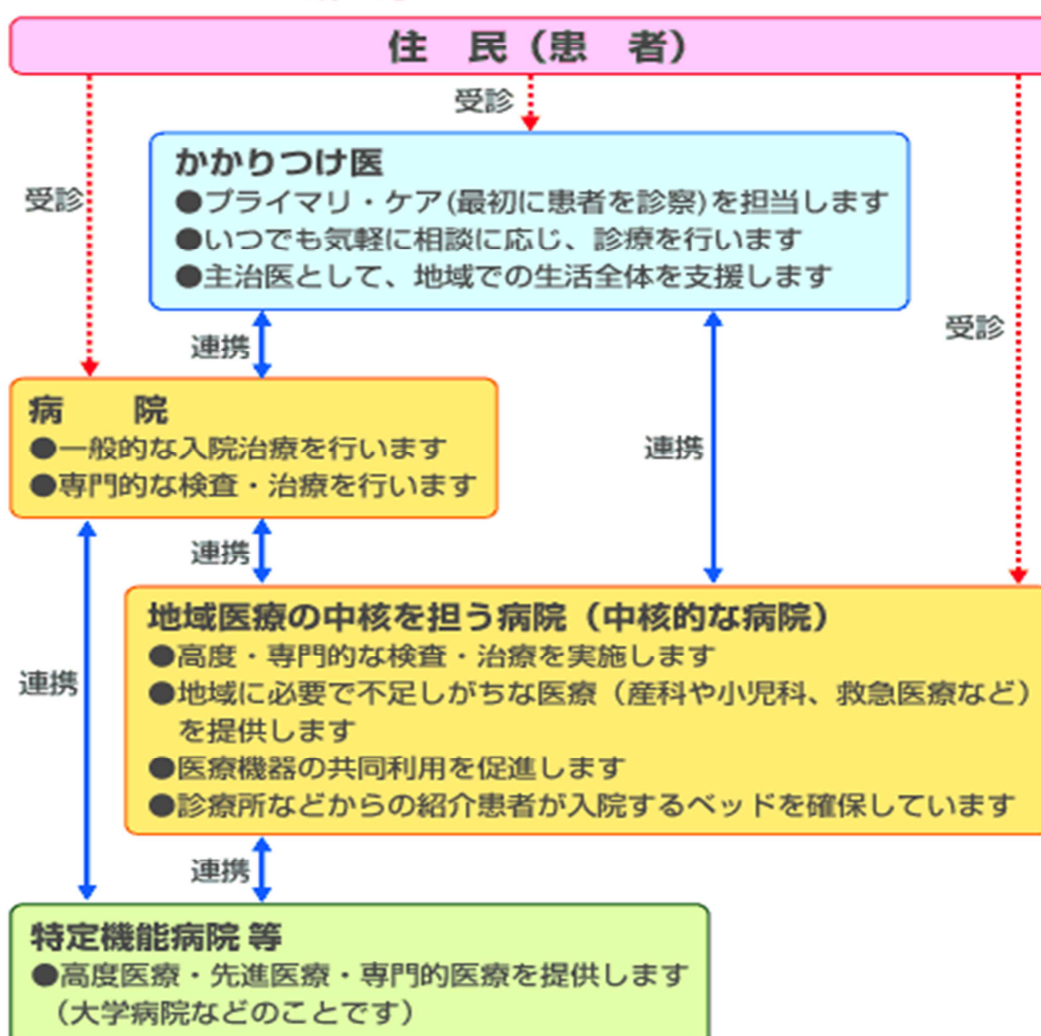 住　民（患　者）
受診
受診
かかりつけ医
●プライマリ・ケア(最初に患者を診察)を担当します
●いつでも気軽に相談に応じ、診療を行います
●主治医として、地域での生活全体を支援します
受診
連携
病　　院
●一般的な入院治療を行います
●専門的な検査・治療を行います
連携
連携
地域医療の中核を担う病院（中核的な病院）
●高度・専門的な検査・治療を実施します
●地域に必要で不足しがちな医療（産科や小児科、救急医療など）
を提供します
●医療機器の共同利用を促進します
●診療所などからの紹介患者が入院するベッドを確保しています
連携
連携
特定機能病院 等
●高度医療・先進医療・専門的医療を提供します
（大学病院などのことです）